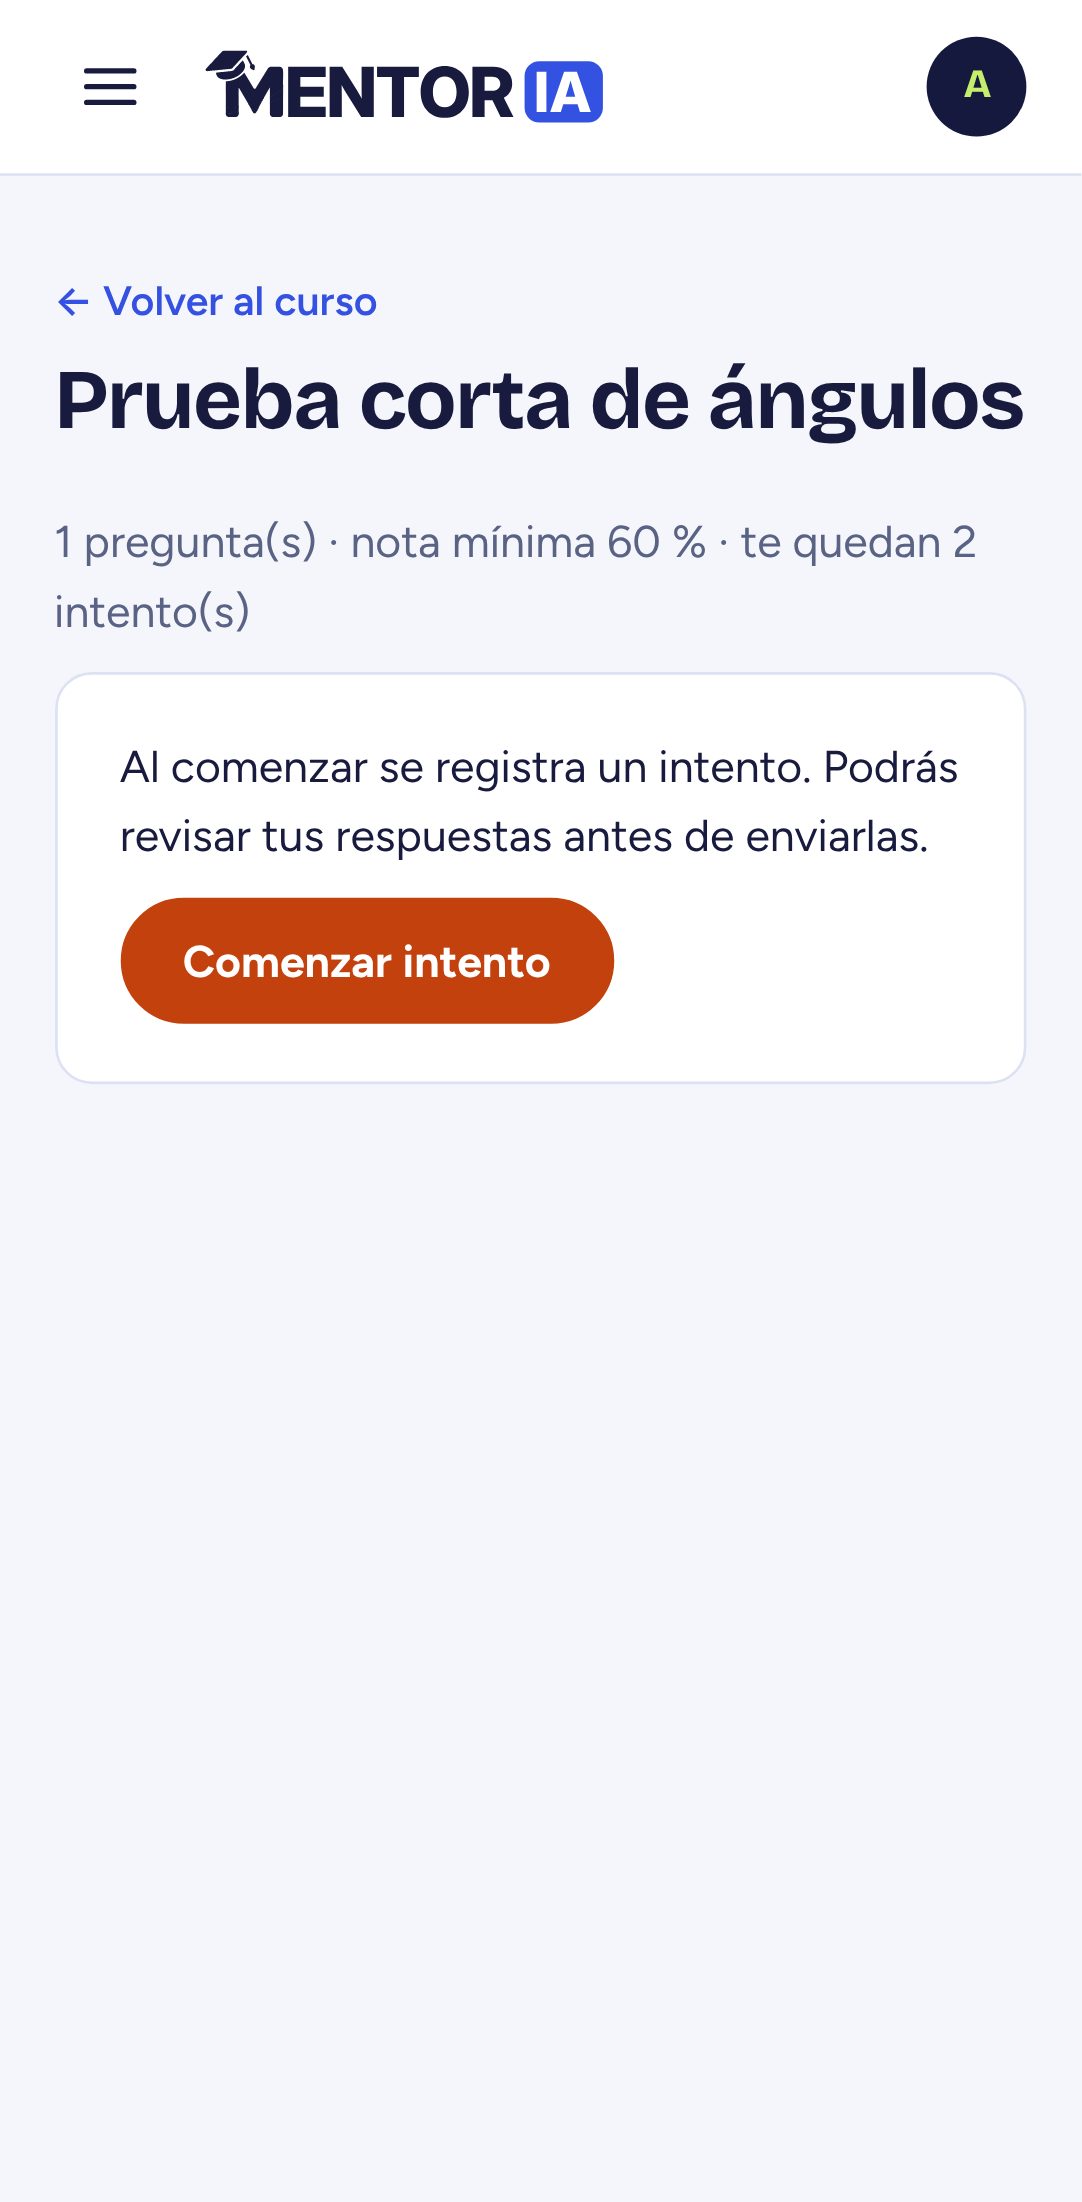 MENTOR IA
A
← Volver al curso
Prueba corta de ángulos
1 pregunta(s) · nota mínima 60 % · te quedan 2
intento(s)
Al comenzar se registra un intento. Podrás
revisar tus respuestas antes de enviarlas.
Comenzar intento